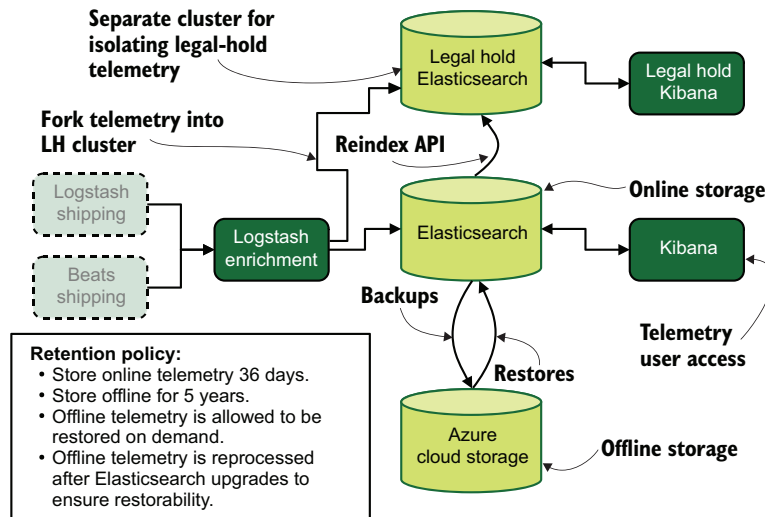 Separate cluster for
isolating legal-hold
telemetry
Legal hold
Elasticsearch
Legal hold
Kibana
Fork telemetry into
LH cluster
Reindex API
Logstash
shipping
Online storage
Logstash
enrichment
Elasticsearch
Kibana
Beats
shipping
Backups
Telemetry
user access
Restores
Retention policy:
• Store online telemetry 36 days.
• Store offline for 5 years.
• Offline telemetry is allowed to be
restored on demand.
• Offline telemetry is reprocessed
after Elasticsearch upgrades to
ensure restorability.
Azure
cloud storage
Offline storage